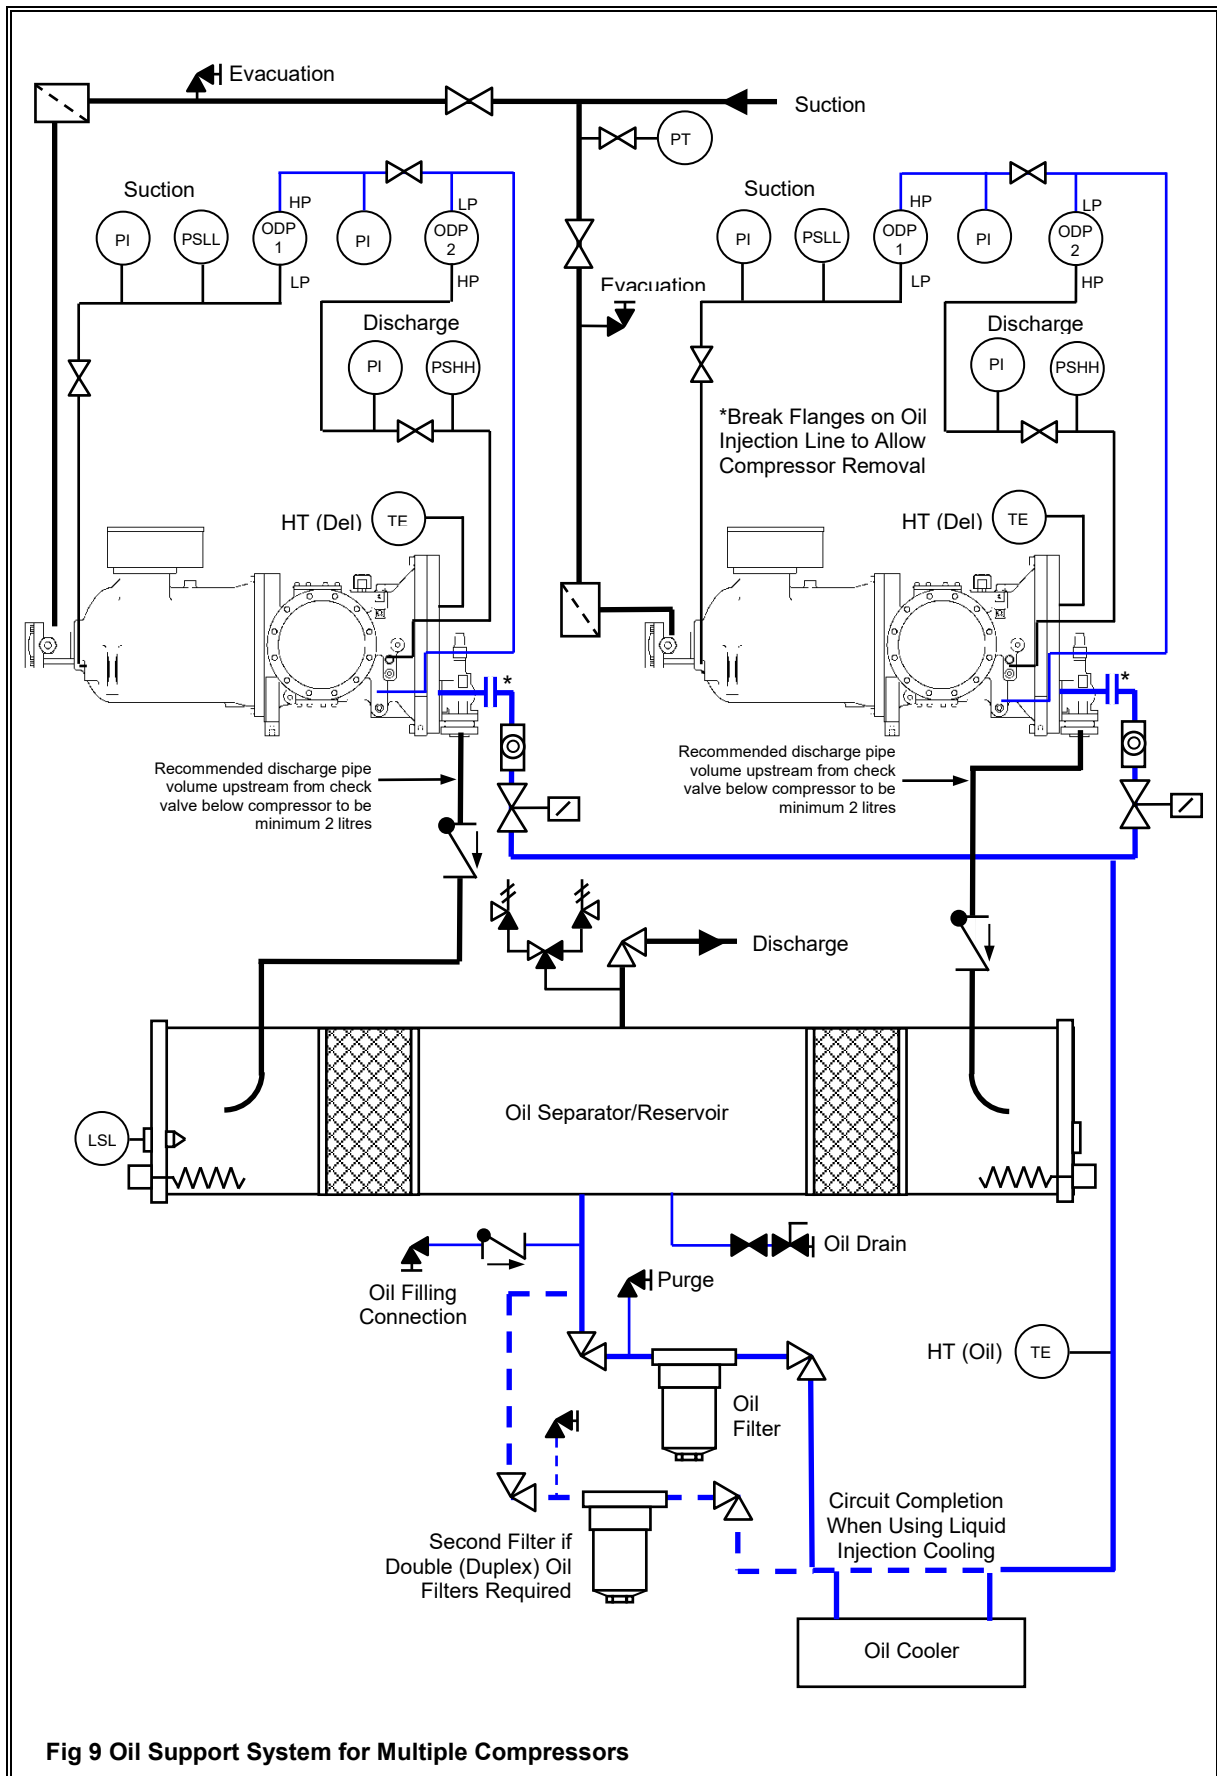 Evacuation
Suction
PT
Suction
HP
LP
PI
PSLL
ODP
1
PI
ODP
2
LP
HP
Discharge
PI
PSHH
HT (Del)
TE
Evacuation
Suction
HP
LP
PI
PSLL
ODP
1
PI
ODP
2
LP
HP
Discharge
PI
PSHH
*Break Flanges on Oil
Injection Line to Allow
Compressor Removal
HT (Del)
TE
*
*
Recommended discharge pipe
volume upstream from check
valve below compressor to be
minimum 2 litres
Recommended discharge pipe
volume upstream from check
valve below compressor to be
minimum 2 litres
Discharge
Oil Separator/Reservoir
LSL
Oil Drain
Oil Filling
Connection
Purge
HT (Oil)
TE
Oil
Filter
Second Filter if
Double (Duplex) Oil
Filters Required
Circuit Completion
When Using Liquid
Injection Cooling
Oil Cooler
Fig 9 Oil Support System for Multiple Compressors